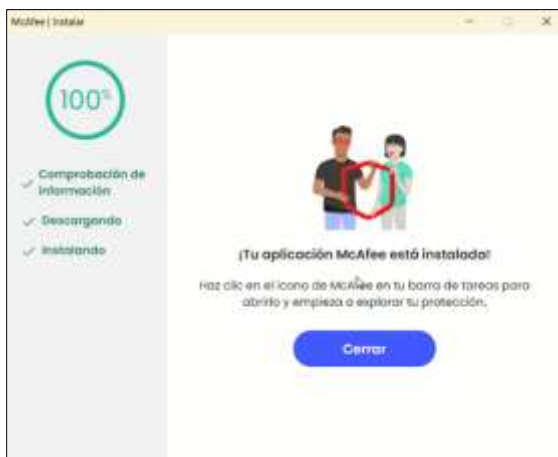 McAfee | Instalar
100%
Comprobación de
información
Descargando
Instalando
¡Tu aplicación McAfee está instalada!
Haz clic en el icono de McAfee en tu barra de tareas para
abrirlo y empieza a explorar tu protección.
Cerrar